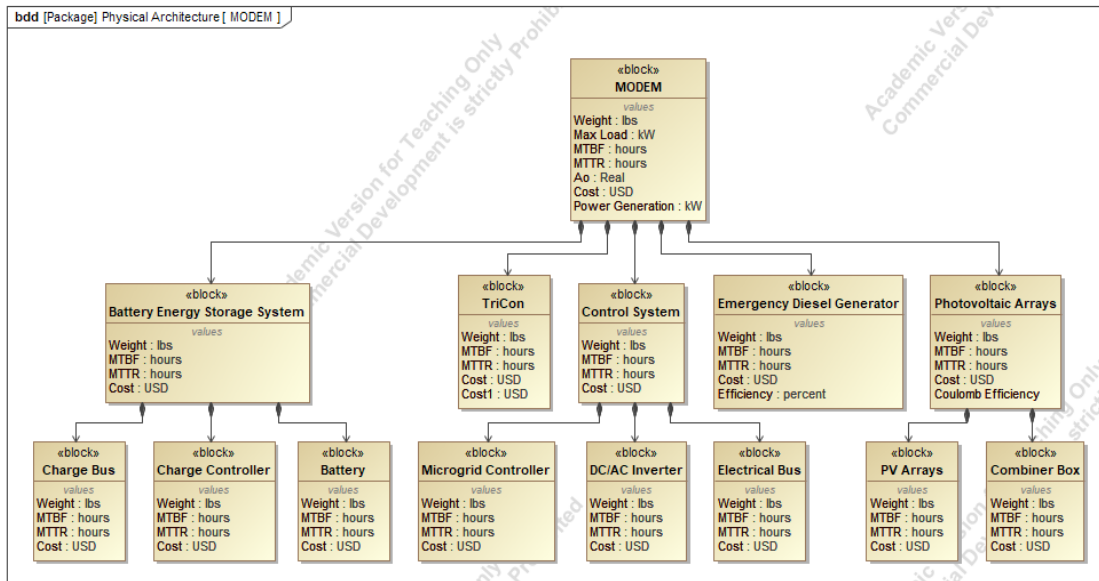 bdd [Package] Physical Architecture [ MODEM ]
Academic Version for Teaching Only
Commercial Development is strictly Prohibited
«block»
MODEM
values
Weight : lbs
Max Load : kW
MTBF : hours
MTTR : hours
Ao : Real
Cost : USD
Power Generation : kW
«block»
Battery Energy Storage System
values
Weight : lbs
MTBF : hours
MTTR : hours
Cost : USD
«block»
TriCon
values
Weight : lbs
MTBF : hours
MTTR : hours
Cost : USD
Cost1 : USD
«block»
Control System
values
Weight : lbs
MTBF : hours
MTTR : hours
Cost : USD
«block»
Emergency Diesel Generator
values
Weight : lbs
MTBF : hours
MTTR : hours
Cost : USD
Efficiency : percent
«block»
Photovoltaic Arrays
values
Weight : lbs
MTBF : hours
MTTR : hours
Cost : USD
Coulomb Efficiency
«block»
Charge Bus
values
Weight : lbs
MTBF : hours
MTTR : hours
Cost : USD
«block»
Charge Controller
values
Weight : lbs
MTBF : hours
MTTR : hours
Cost : USD
«block»
Battery
values
Weight : lbs
MTBF : hours
MTTR : hours
Cost : USD
«block»
Microgrid Controller
values
Weight : lbs
MTBF : hours
MTTR : hours
Cost : USD
«block»
DC/AC Inverter
values
Weight : lbs
MTBF : hours
MTTR : hours
Cost : USD
«block»
Electrical Bus
values
Weight : lbs
MTBF : hours
MTTR : hours
Cost : USD
«block»
PV Arrays
values
Weight : lbs
MTBF : hours
MTTR : hours
Cost : USD
«block»
Combiner Box
values
Weight : lbs
MTBF : hours
MTTR : hours
Cost : USD